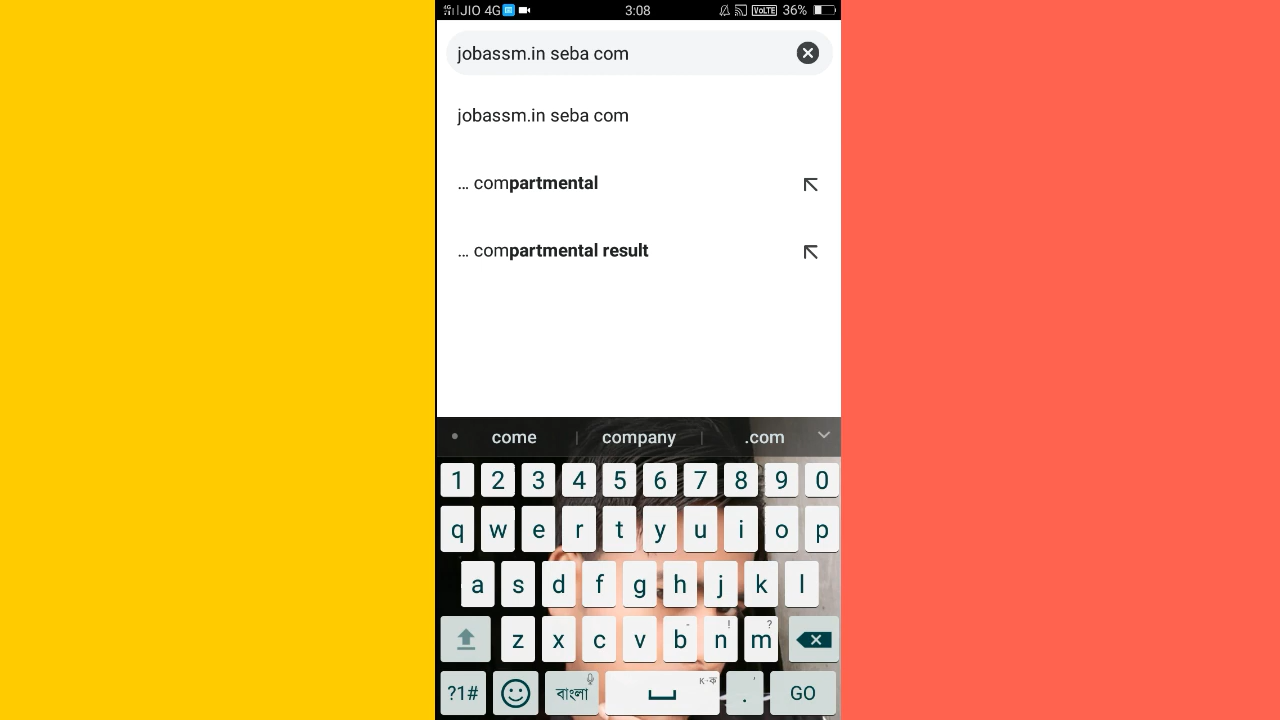 JIO 4G 3:08 VoLTE 36%
jobassm.in seba com
jobassm.in seba com
... compartmental
... compartmental result
come | company | .com
1 2 3 4 5 6 7 8 9 0
q w e r t y u i o p
a s d f g h j k l
z x c v b n m
- ! ?
?1# বাংলা K-ক . GO